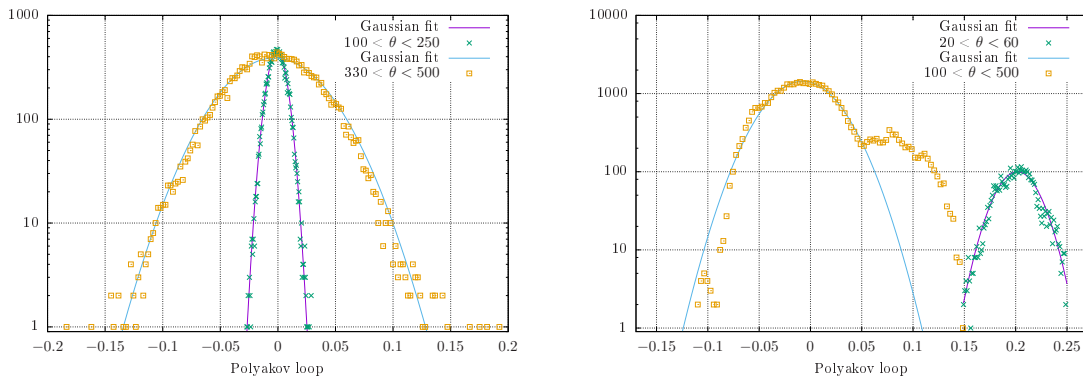 1000
100
10
1
Gaussian fit
100 < θ < 250
Gaussian fit
330 < θ < 500
−0.2 −0.15 −0.1 −0.05 0 0.05 0.1 0.15 0.2
Polyakov loop
10000
1000
100
10
1
Gaussian fit
20 < θ < 60
Gaussian fit
100 < θ < 500
−0.15 −0.1 −0.05 0 0.05 0.1 0.15 0.2 0.25
Polyakov loop